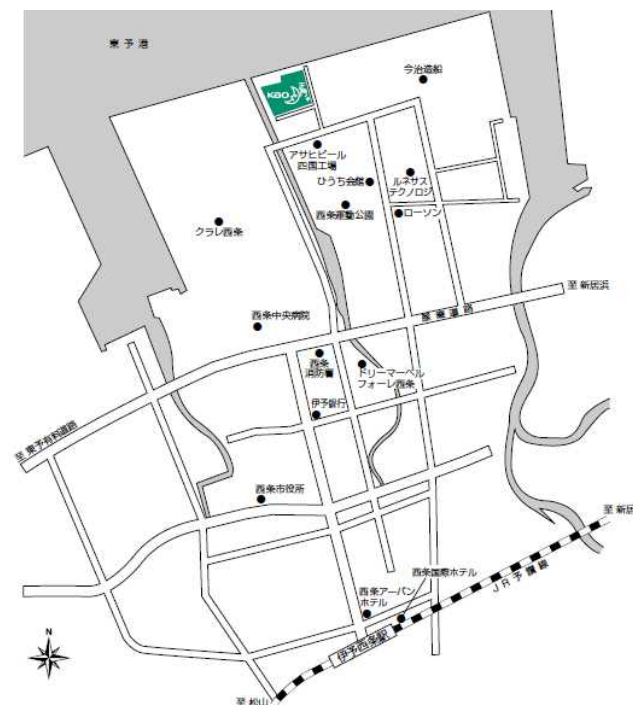 東予港
今治造船
Kao
アサヒビール
四国工場
ひうち会館
ルネサス
テクノロジ
西条運動公園
ローソン
クラレ西条
至 新居浜
産業道路
西条中央病院
西条
消防署
ドリーマーベル
フォーレ西条
伊予銀行
至 東予有料道路
西条市役所
至 新居
JR予讃線
西条国際ホテル
西条アーバン
ホテル
伊予西条駅
N
至 松山